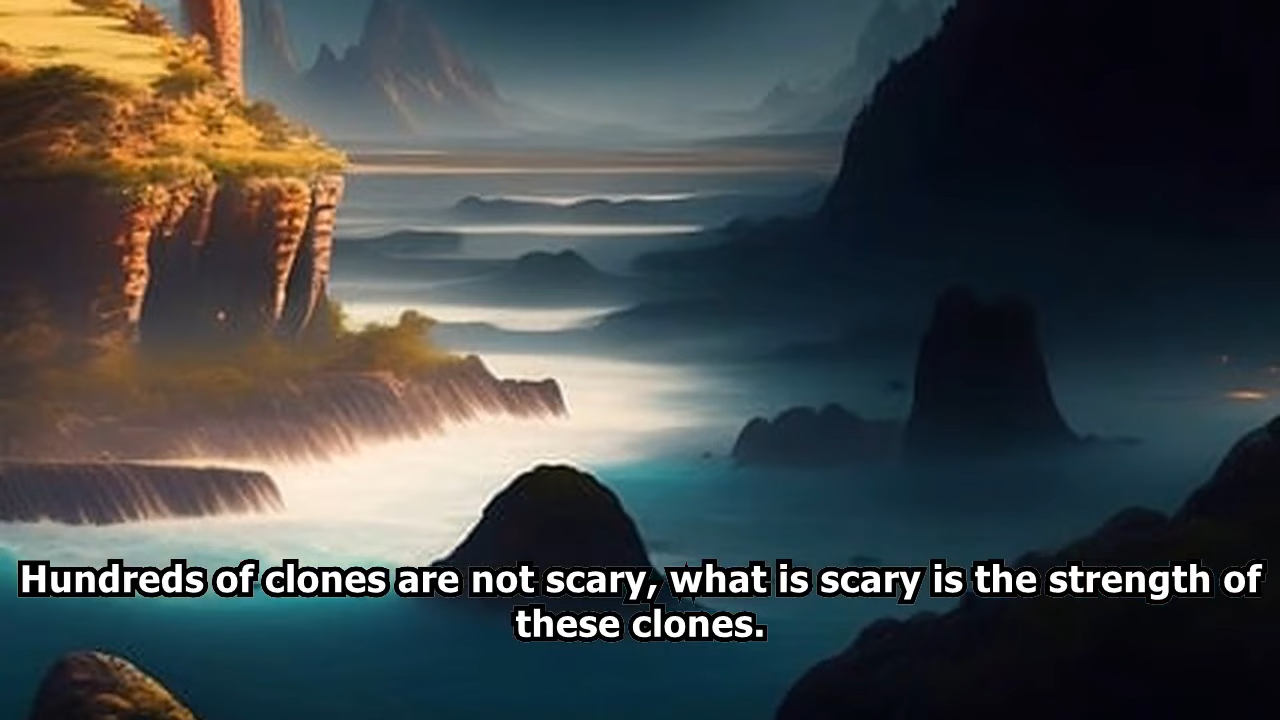 Hundreds of clones are not scary, what is scary is the strength of
these clones.